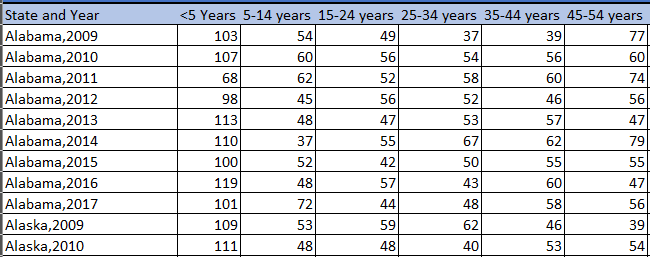 State and Year <5 Years 5-14 years 15-24 years 25-34 years 35-44 years 45-54 years
Alabama,2009 103 54 49 37 39 77
Alabama,2010 107 60 56 54 56 60
Alabama,2011 68 62 52 58 60 74
Alabama,2012 98 45 56 52 46 56
Alabama,2013 113 48 47 53 57 47
Alabama,2014 110 37 55 67 62 79
Alabama,2015 100 52 42 50 55 55
Alabama,2016 119 48 57 43 60 47
Alabama,2017 101 72 44 48 58 56
Alaska,2009 109 53 59 62 46 39
Alaska,2010 111 48 48 40 53 54